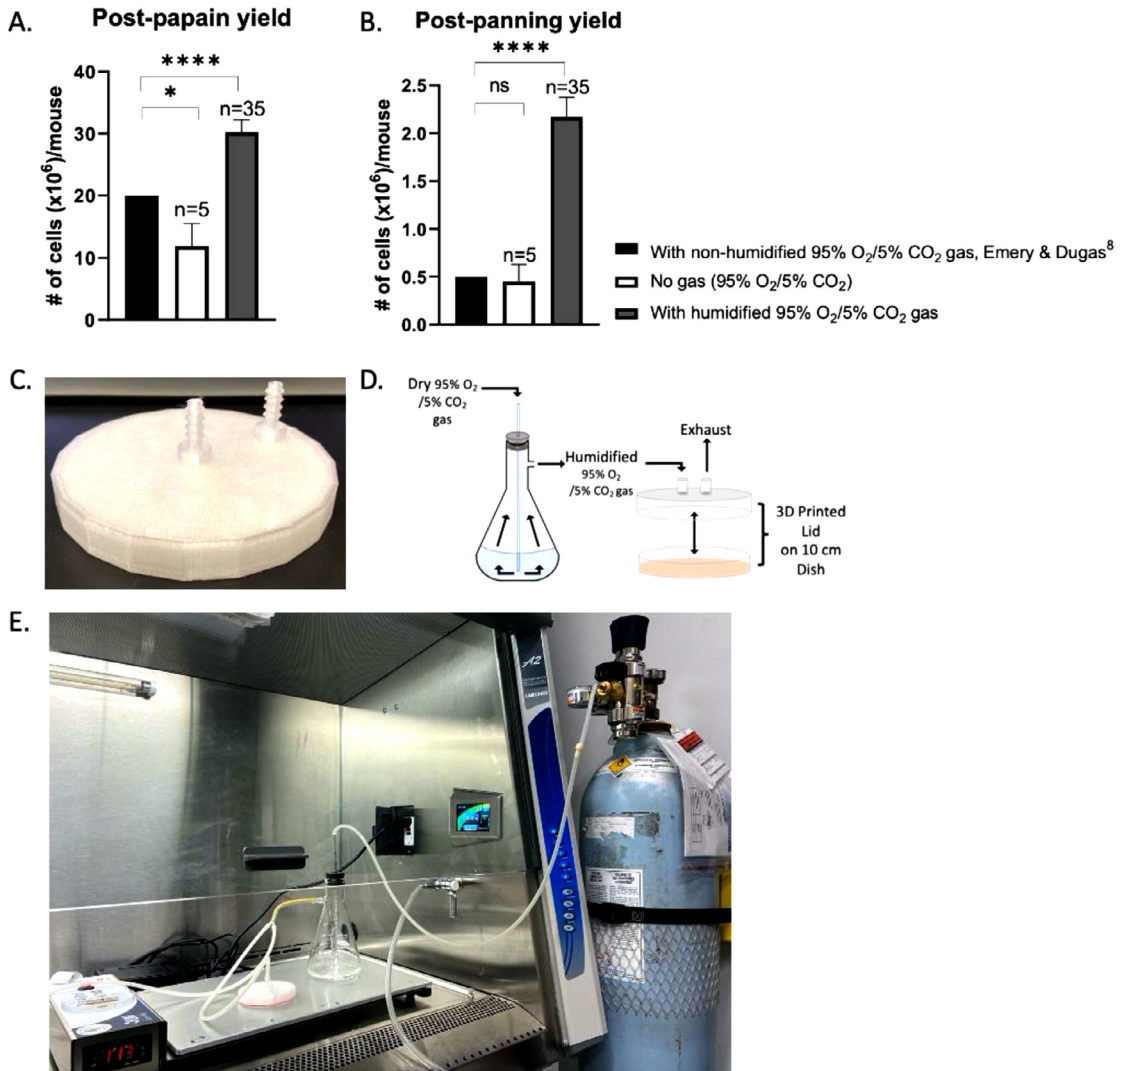 A.
Post-papain yield
****
*
n=35
n=5
# of cells (x10⁶)/mouse
40
30
20
10
0
B.
Post-panning yield
****
ns
n=35
n=5
# of cells (x10⁶)/mouse
2.5
2.0
1.5
1.0
0.5
0.0
With non-humidified 95% O₂/5% CO₂ gas, Emery & Dugas⁸
No gas (95% O₂/5% CO₂)
With humidified 95% O₂/5% CO₂ gas
C.
D.
Dry 95% O₂
/5% CO₂
gas
Humidified
95% O₂
/5% CO₂ gas
Exhaust
3D Printed
Lid
on 10 cm
Dish
E.
A2